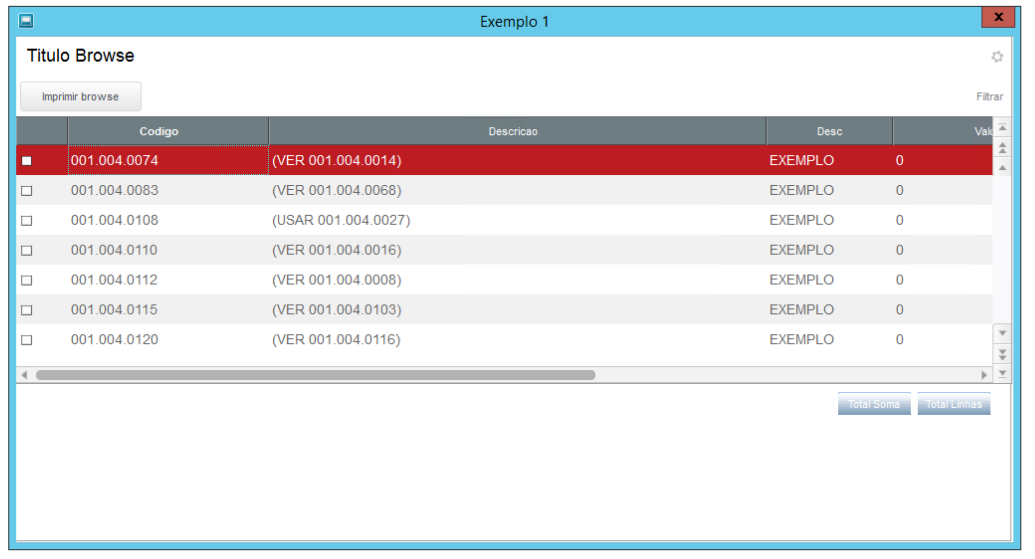 Exemplo 1
x
Titulo Browse
Imprimir browse
Filtrar
Codigo Descricao Desc Valo
001.004.0074 (VER 001.004.0014) EXEMPLO 0
001.004.0083 (VER 001.004.0068) EXEMPLO 0
001.004.0108 (USAR 001.004.0027) EXEMPLO 0
001.004.0110 (VER 001.004.0016) EXEMPLO 0
001.004.0112 (VER 001.004.0008) EXEMPLO 0
001.004.0115 (VER 001.004.0103) EXEMPLO 0
001.004.0120 (VER 001.004.0116) EXEMPLO 0
Total Soma Total Linhas